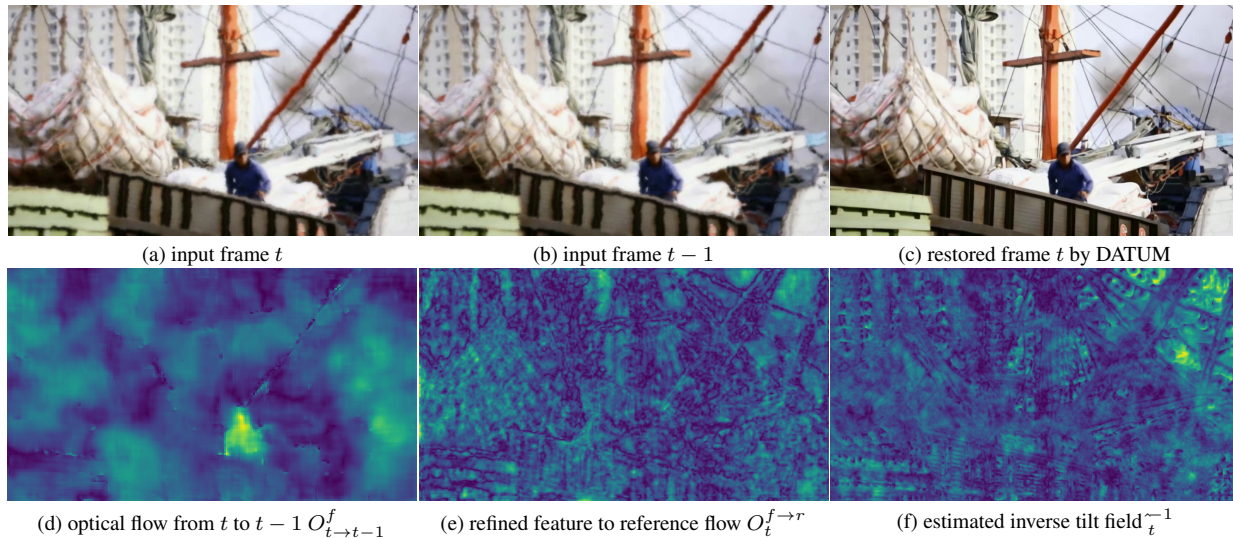 (a) input frame t
(b) input frame t − 1
(c) restored frame t by DATUM
(d) optical flow from t to t − 1 O^f_{t→t−1}
(e) refined feature to reference flow O^{f→r}_t
(f) estimated inverse tilt field ~^{−1}_t